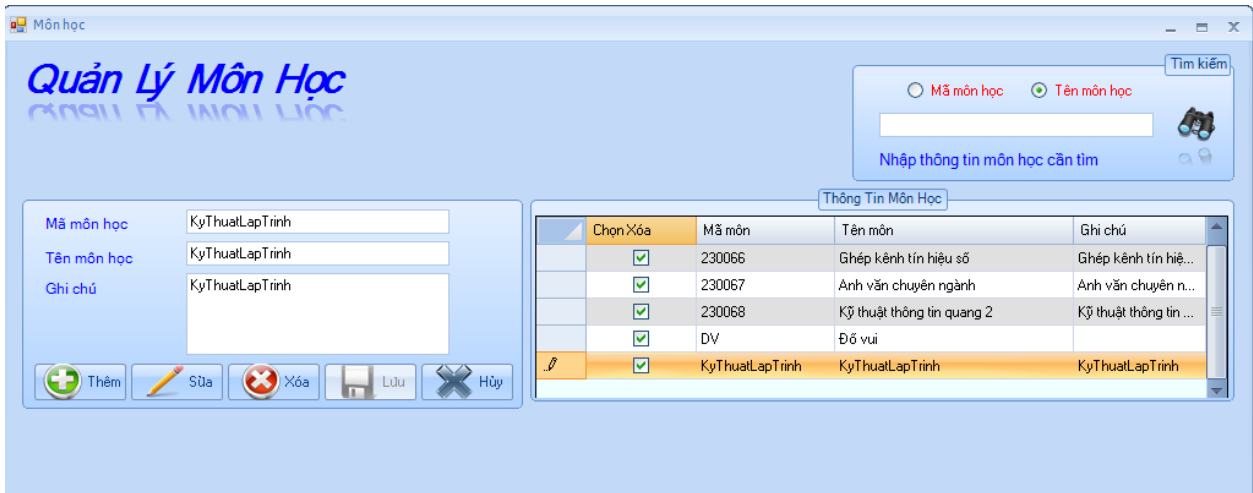 Môn học
Quản Lý Môn Học
Tìm kiếm
Mã môn học
Tên môn học
Nhập thông tin môn học cần tìm
Mã môn học KyThuatLapTrinh
Tên môn học KyThuatLapTrinh
Ghi chú KyThuatLapTrinh
Thêm Sửa Xóa Lưu Hủy
Thông Tin Môn Học
Chọn Xóa Mã môn Tên môn Ghi chú
230066 Ghép kênh tín hiệu số Ghép kênh tín hiệ...
230067 Anh văn chuyên ngành Anh văn chuyên n...
230068 Kỹ thuật thông tin quang 2 Kỹ thuật thông tin ...
DV Đố vui
KyThuatLapTrinh KyThuatLapTrinh KyThuatLapTrinh